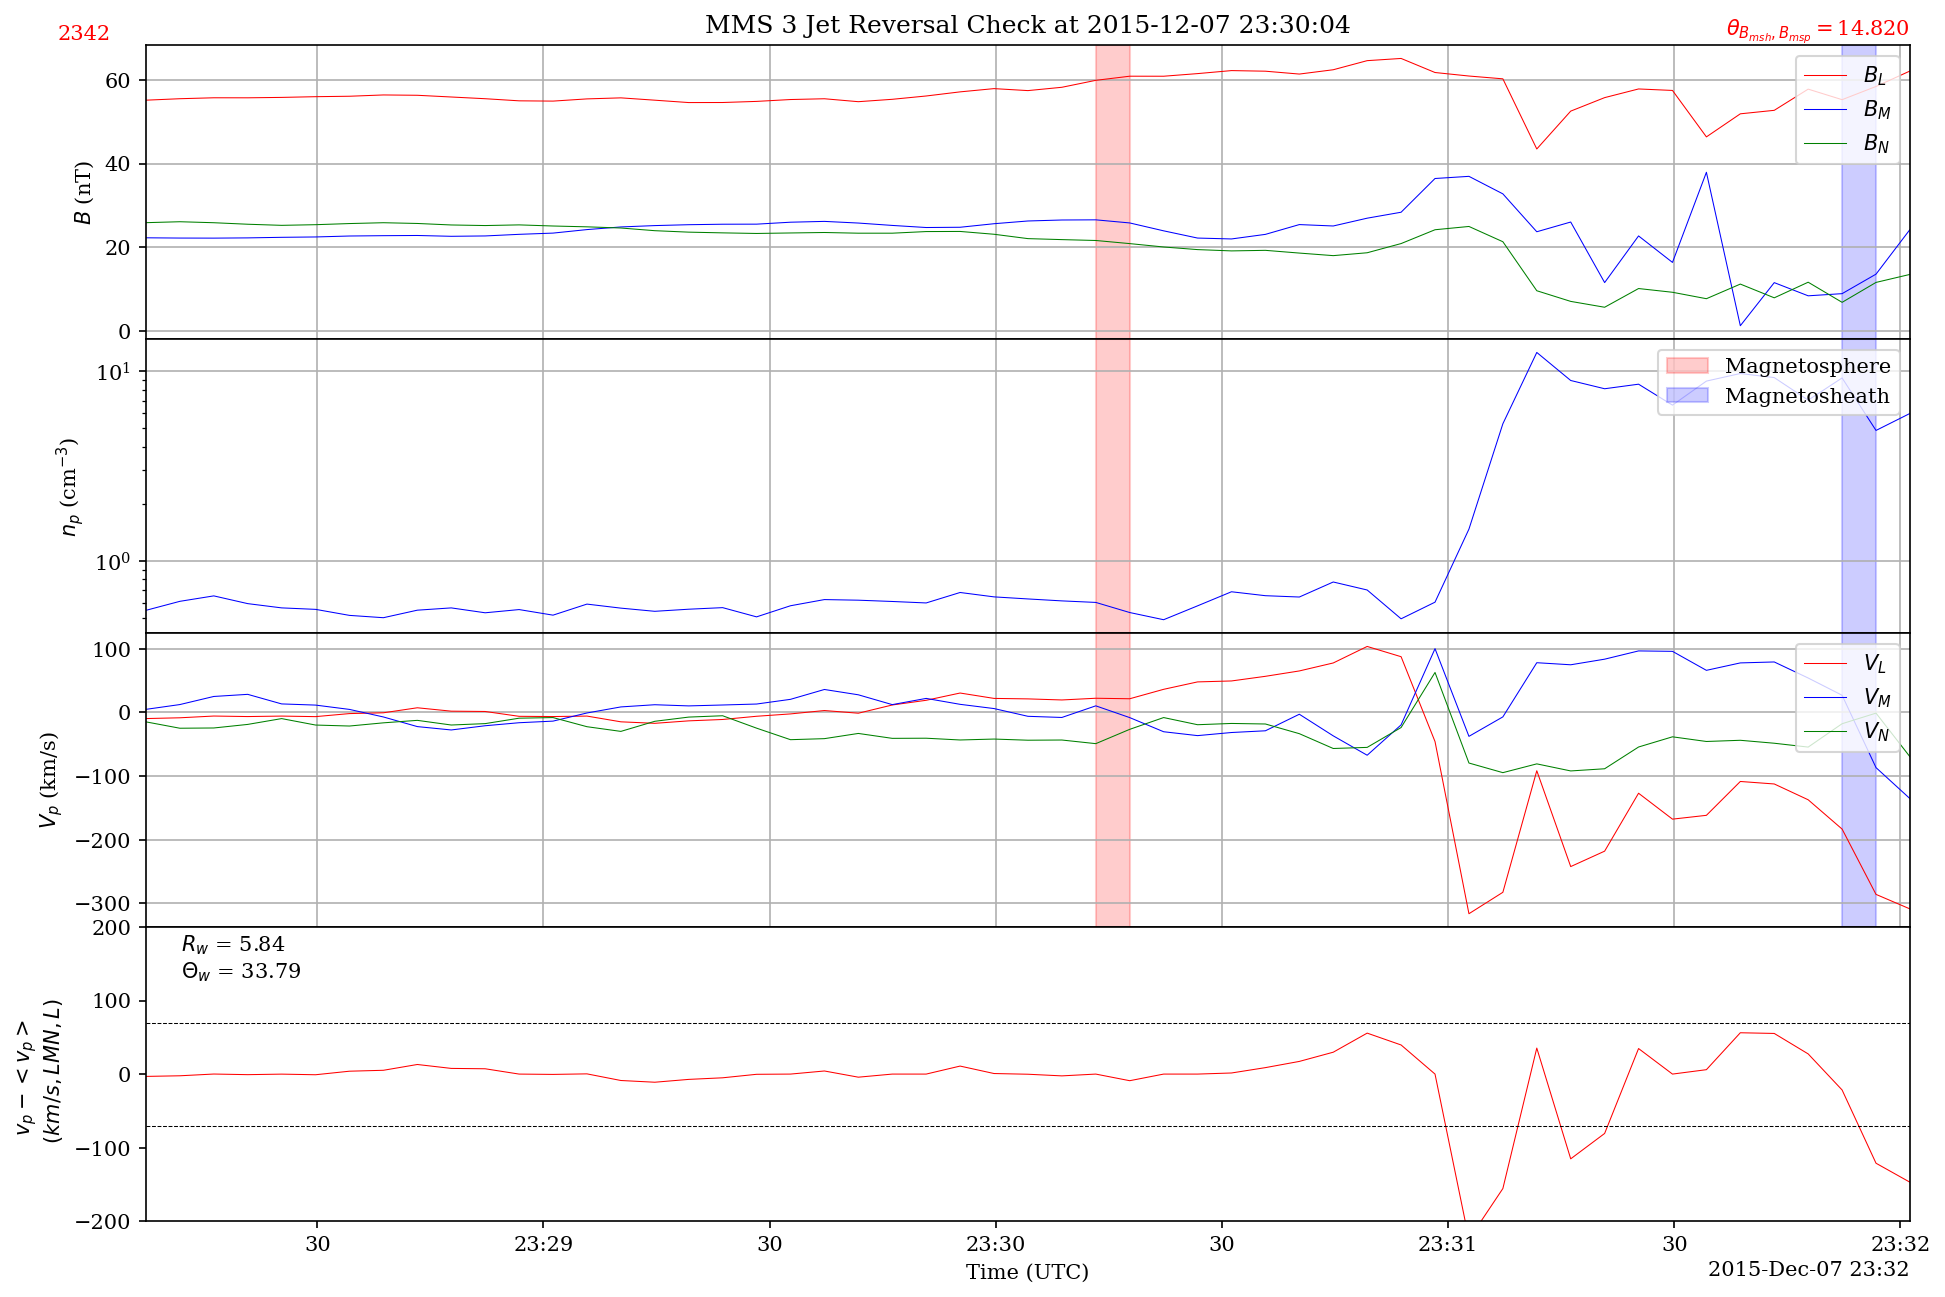 2342
MMS 3 Jet Reversal Check at 2015-12-07 23:30:04
θ_{B_{msh}, B_{msp}} = 14.820
B (nT)
60
40
20
0
B_L
B_M
B_N
n_p (cm^{−3})
10^1
10^0
Magnetosphere
Magnetosheath
V_p (km/s)
100
0
−100
−200
−300
V_L
V_M
V_N
v_p − < v_p >
(km/s, LMN, L)
200
100
0
−100
−200
R_w = 5.84
Θ_w = 33.79
30
23:29
30
23:30
30
23:31
30
23:32
Time (UTC)
2015-Dec-07 23:32